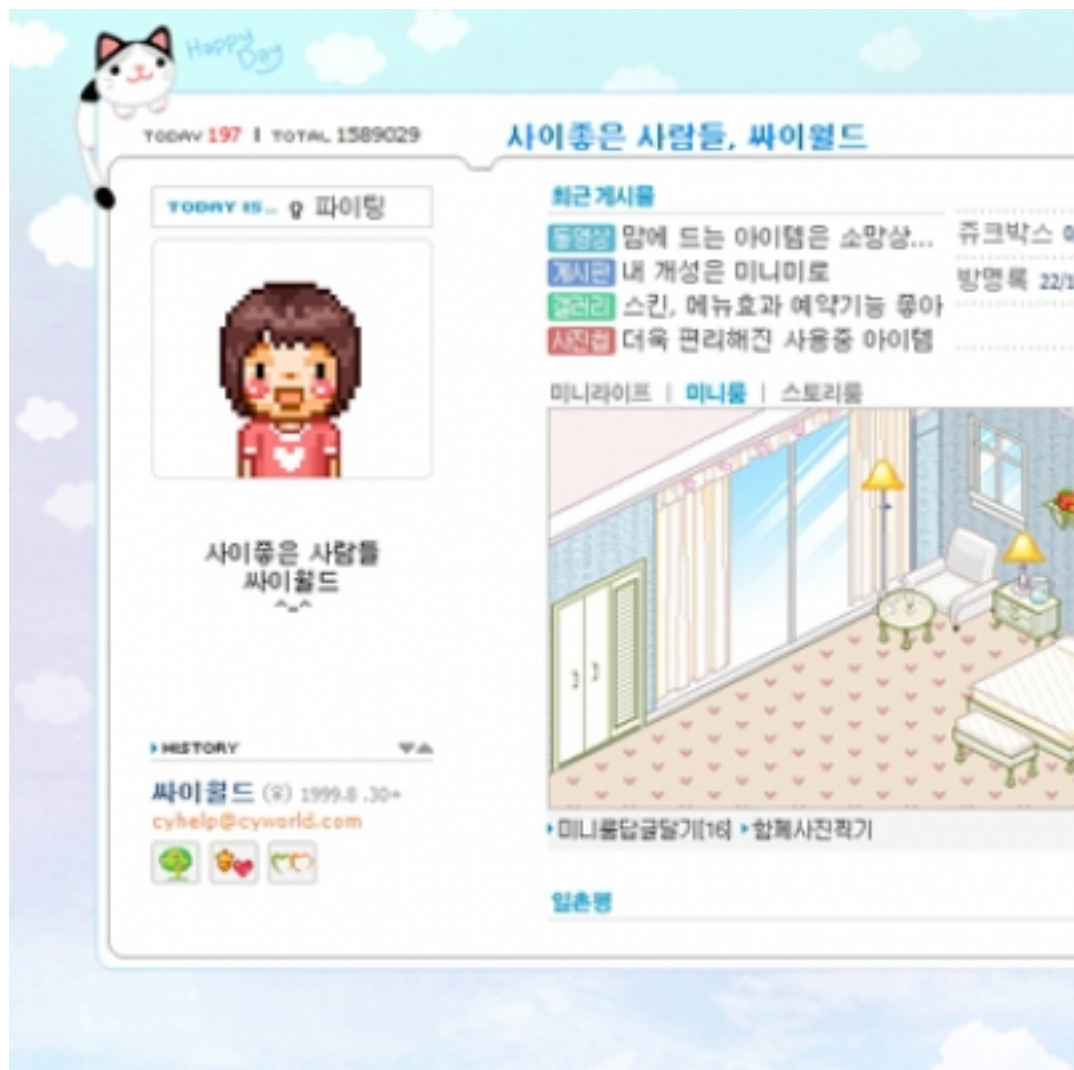 Happy Day
TODAY 197 | TOTAL 1589029
사이좋은 사람들, 싸이월드
TODAY IS... 파이팅
사이좋은 사람들
싸이월드
^-^
HISTORY
싸이월드 (우) 1999.8 .30
cyhelp@cyworld.com
최근 게시물
동영상 맘에 드는 아이템은 소망상...
게시판 내 개성은 미니미로
갤러리 스킨, 메뉴효과 예약기능 좋아
사진첩 더욱 편리해진 사용중 아이템
쥬크박스
방명록 22/1
미니라이프 | 미니룸 | 스토리룸
미니룸답글달기[16] 함께사진찍기
일촌평